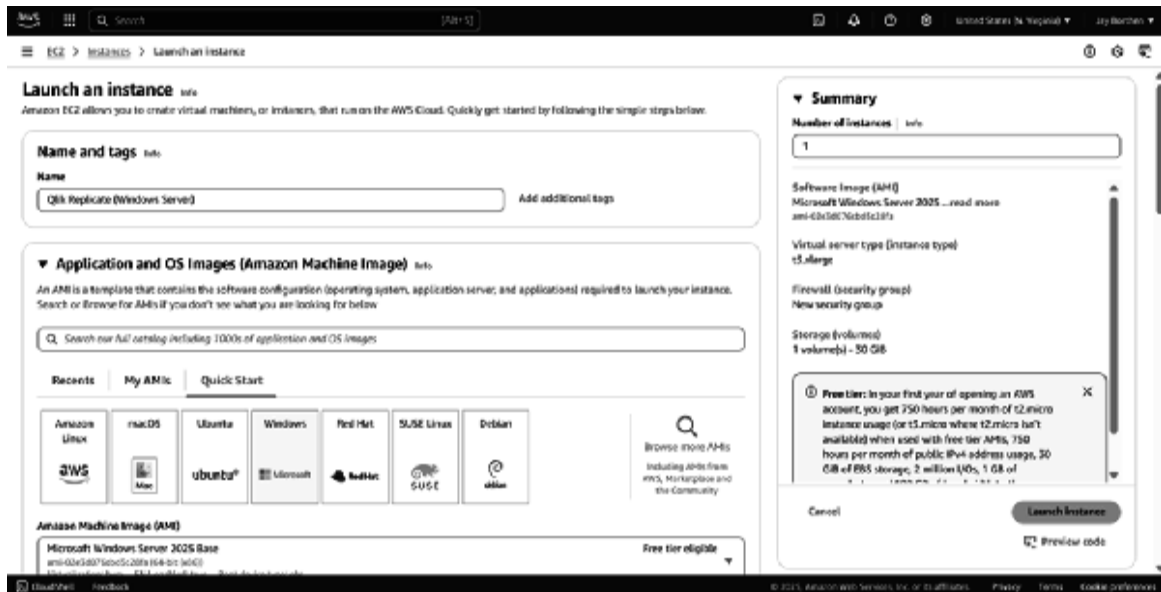 aws
Search
[Alt+S]
United States (N. Virginia)
EC2 > Instances > Launch an instance
Launch an instance Info
Amazon EC2 allows you to create virtual machines, or instances, that run on the AWS Cloud. Quickly get started by following the simple steps below.
Name and tags Info
Name
Qlik Replicate (Windows Server)
Add additional tags
Application and OS Images (Amazon Machine Image) Info
An AMI is a template that contains the software configuration (operating system, application server, and applications) required to launch your instance.
Search or Browse for AMIs if you don't see what you are looking for below
Search our full catalog including 1000s of application and OS images
Recents
My AMIs
Quick Start
Amazon Linux
aws
macOS
Mac
Ubuntu
ubuntu®
Windows
Microsoft
Red Hat
RedHat
SUSE Linux
SUSE
Debian
debian
Browse more AMIs
Including AMIs from
AWS, Marketplace and
the Community
Amazon Machine Image (AMI)
Microsoft Windows Server 2025 Base
Free tier eligible
Summary
Number of instances | Info
1
Software Image (AMI)
Microsoft Windows Server 2025 ...read more
Virtual server type (instance type)
t3.xlarge
Firewall (security group)
New security group
Storage (volumes)
1 volume(s) - 30 GiB
Free tier: In your first year of opening an AWS
account, you get 750 hours per month of t2.micro
instance usage (or t3.micro where t2.micro isn't
available) when used with free tier AMIs, 750
hours per month of public IPv4 address usage, 30
GiB of EBS storage, 2 million I/Os, 1 GB of
Cancel
Launch instance
Preview code
CloudShell
Feedback
© 2025, Amazon Web Services, Inc. or its affiliates.
Privacy
Terms
Cookie preferences